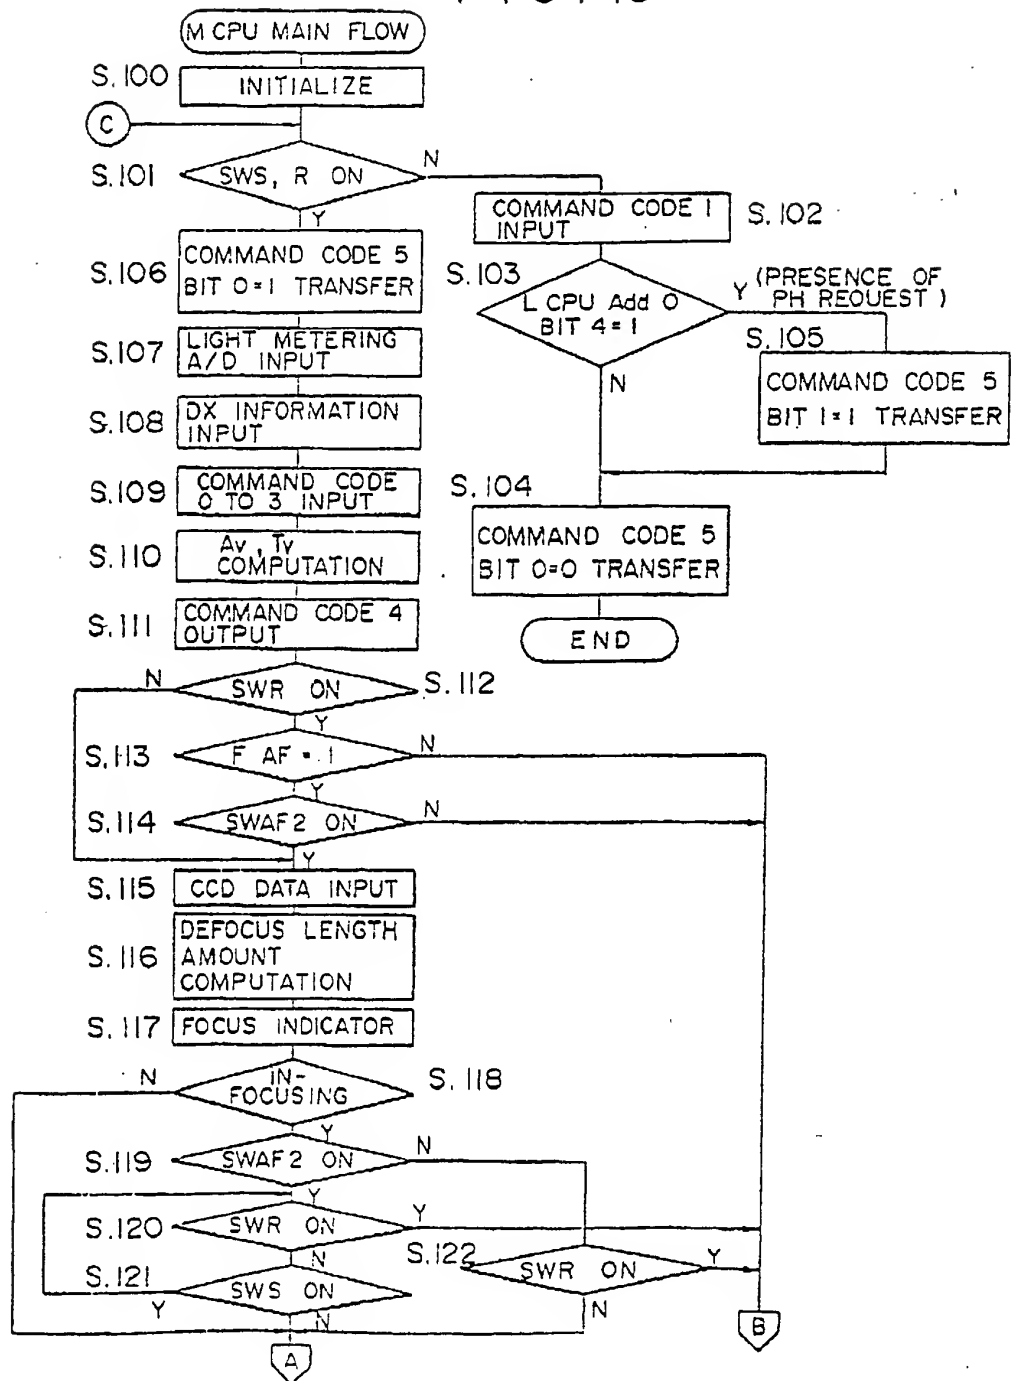 M CPU MAIN FLOW
S.100
INITIALIZE
C
S.101
SWS, R ON
N
Y
COMMAND CODE 1
INPUT
S.102
S.103
L CPU Add 0
BIT 4=1
Y (PRESENCE OF
PH REQUEST)
N
S.105
COMMAND CODE 5
BIT 1=1 TRANSFER
S.104
COMMAND CODE 5
BIT 0=0 TRANSFER
END
S.106
COMMAND CODE 5
BIT 0=1 TRANSFER
S.107
LIGHT METERING
A/D INPUT
S.108
DX INFORMATION
INPUT
S.109
COMMAND CODE
0 TO 3 INPUT
S.110
Av, Tv
COMPUTATION
S.111
COMMAND CODE 4
OUTPUT
N
SWR ON
S.112
Y
S.113
F AF = 1
N
Y
S.114
SWAF2 ON
N
Y
S.115
CCD DATA INPUT
S.116
DEFOCUS LENGTH
AMOUNT
COMPUTATION
S.117
FOCUS INDICATOR
N
IN-
FOCUSING
S.118
Y
S.119
SWAF2 ON
N
Y
S.120
SWR ON
Y
N
S.121
SWS ON
Y
N
S.122
SWR ON
Y
N
A
B